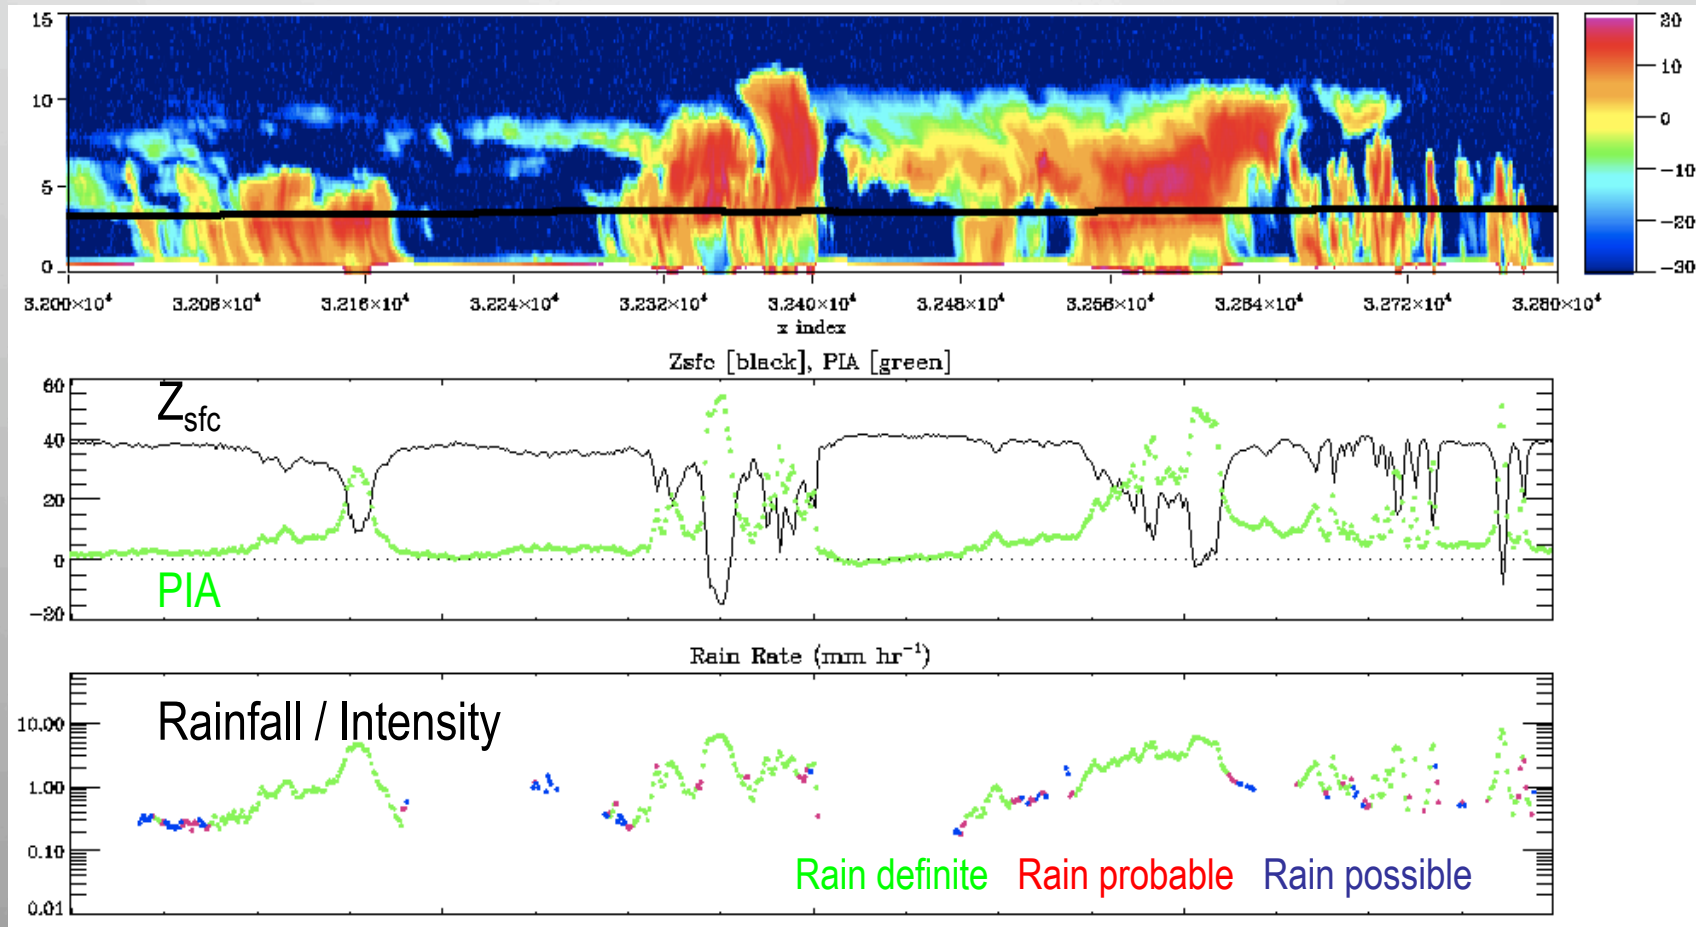 15
10
5
0
20
10
0
-10
-20
-30
3.200×10⁴ 3.208×10⁴ 3.216×10⁴ 3.224×10⁴ 3.232×10⁴ 3.240×10⁴ 3.248×10⁴ 3.256×10⁴ 3.264×10⁴ 3.272×10⁴ 3.280×10⁴
x index
Zsfc [black], PIA [green]
60
40
20
0
-20
Zsfc
PIA
Rain Rate (mm hr⁻¹)
10.00
1.00
0.10
0.01
Rainfall / Intensity
Rain definite Rain probable Rain possible